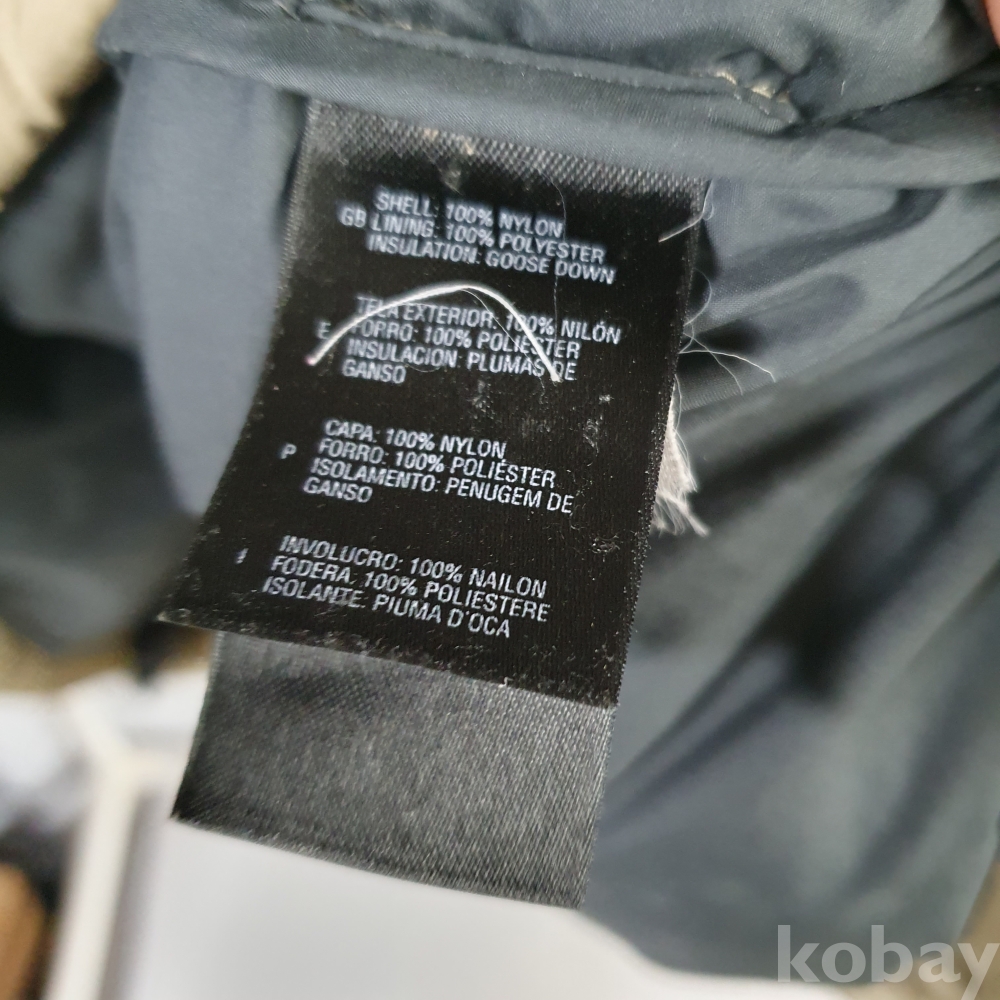 SHELL: 100% NYLON
GB LINING: 100% POLYESTER
INSULATION: GOOSE DOWN
TELA EXTERIOR: 100% NILÓN
E FORRO: 100% POLIÉSTER
INSULACION: PLUMAS DE
GANSO
CAPA: 100% NYLON
P FORRO: 100% POLIÉSTER
ISOLAMENTO: PENUGEM DE
GANSO
INVOLUCRO: 100% NAILON
I FODERA: 100% POLIESTERE
ISOLANTE: PIUMA D'OCA
kobay